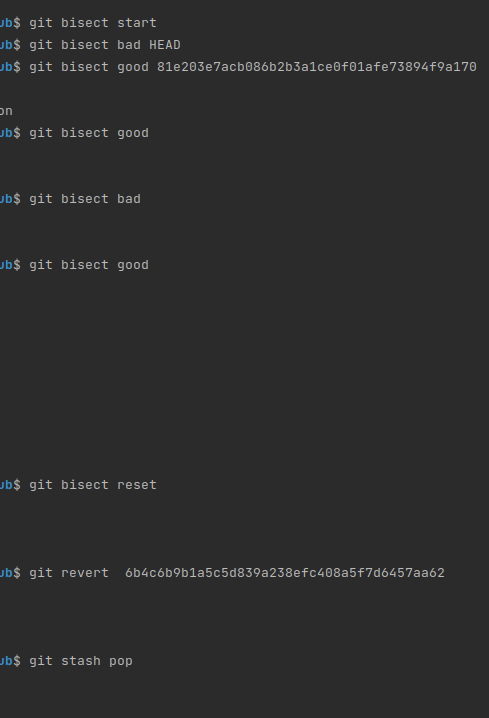 ub$ git bisect start
ub$ git bisect bad HEAD
ub$ git bisect good 81e203e7acb086b2b3a1ce0f01afe73894f9a170
on
ub$ git bisect good
ub$ git bisect bad
ub$ git bisect good
ub$ git bisect reset
ub$ git revert  6b4c6b9b1a5c5d839a238efc408a5f7d6457aa62
ub$ git stash pop